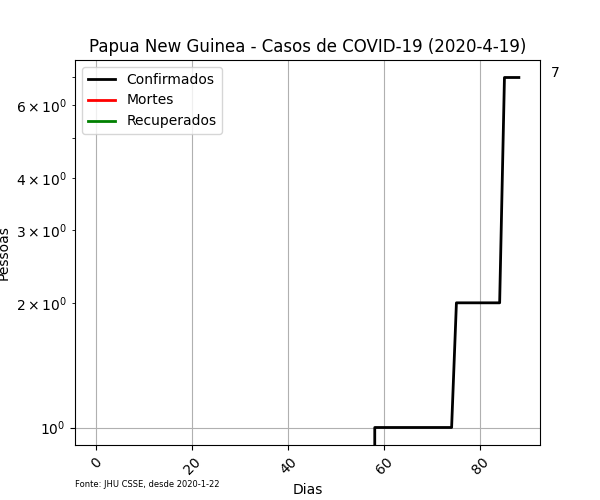 Papua New Guinea - Casos de COVID-19 (2020-4-19)
7
Confirmados
Mortes
Recuperados
6 × 10⁰
4 × 10⁰
3 × 10⁰
2 × 10⁰
10⁰
Pessoas
0
20
40
60
80
Dias
Fonte: JHU CSSE, desde 2020-1-22